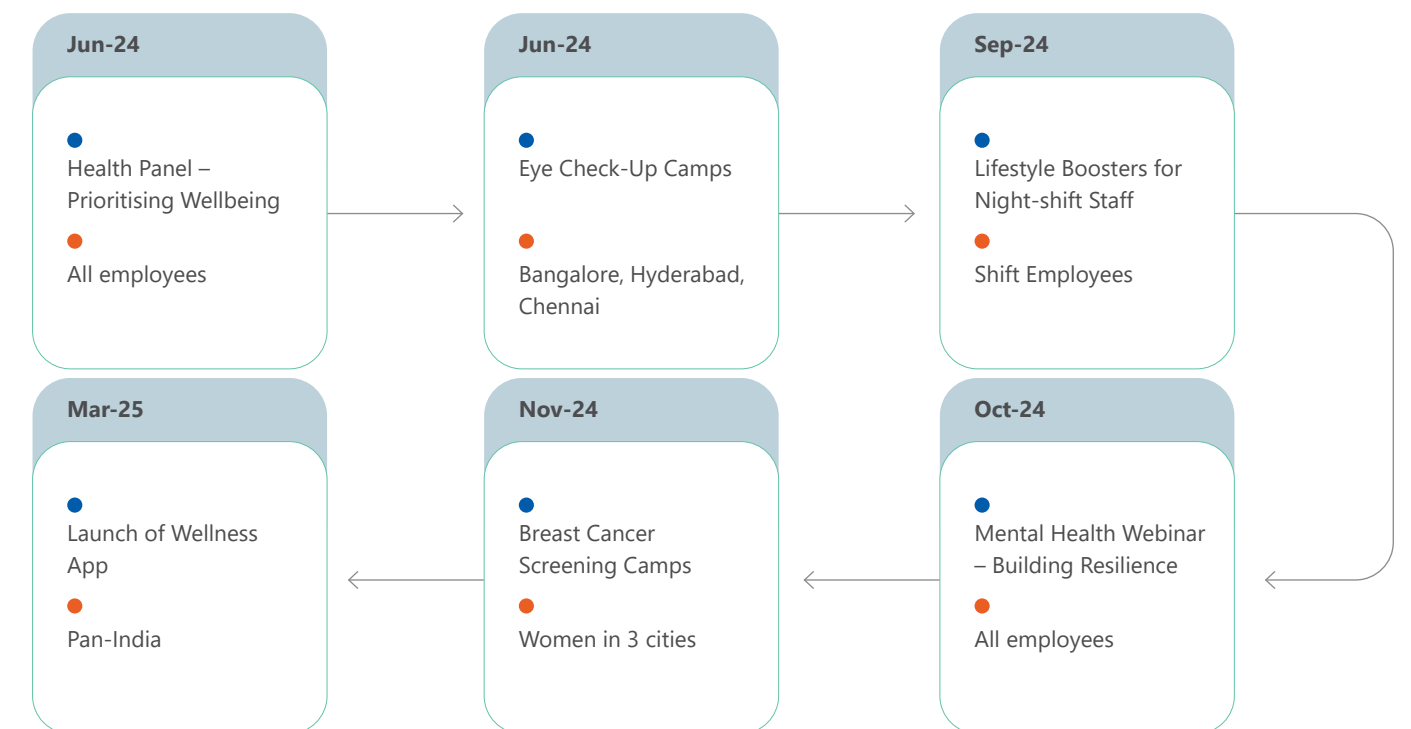 Jun-24
Health Panel –
Prioritising Wellbeing
All employees
Jun-24
Eye Check-Up Camps
Bangalore, Hyderabad,
Chennai
Sep-24
Lifestyle Boosters for
Night-shift Staff
Shift Employees
Oct-24
Mental Health Webinar
– Building Resilience
All employees
Nov-24
Breast Cancer
Screening Camps
Women in 3 cities
Mar-25
Launch of Wellness
App
Pan-India